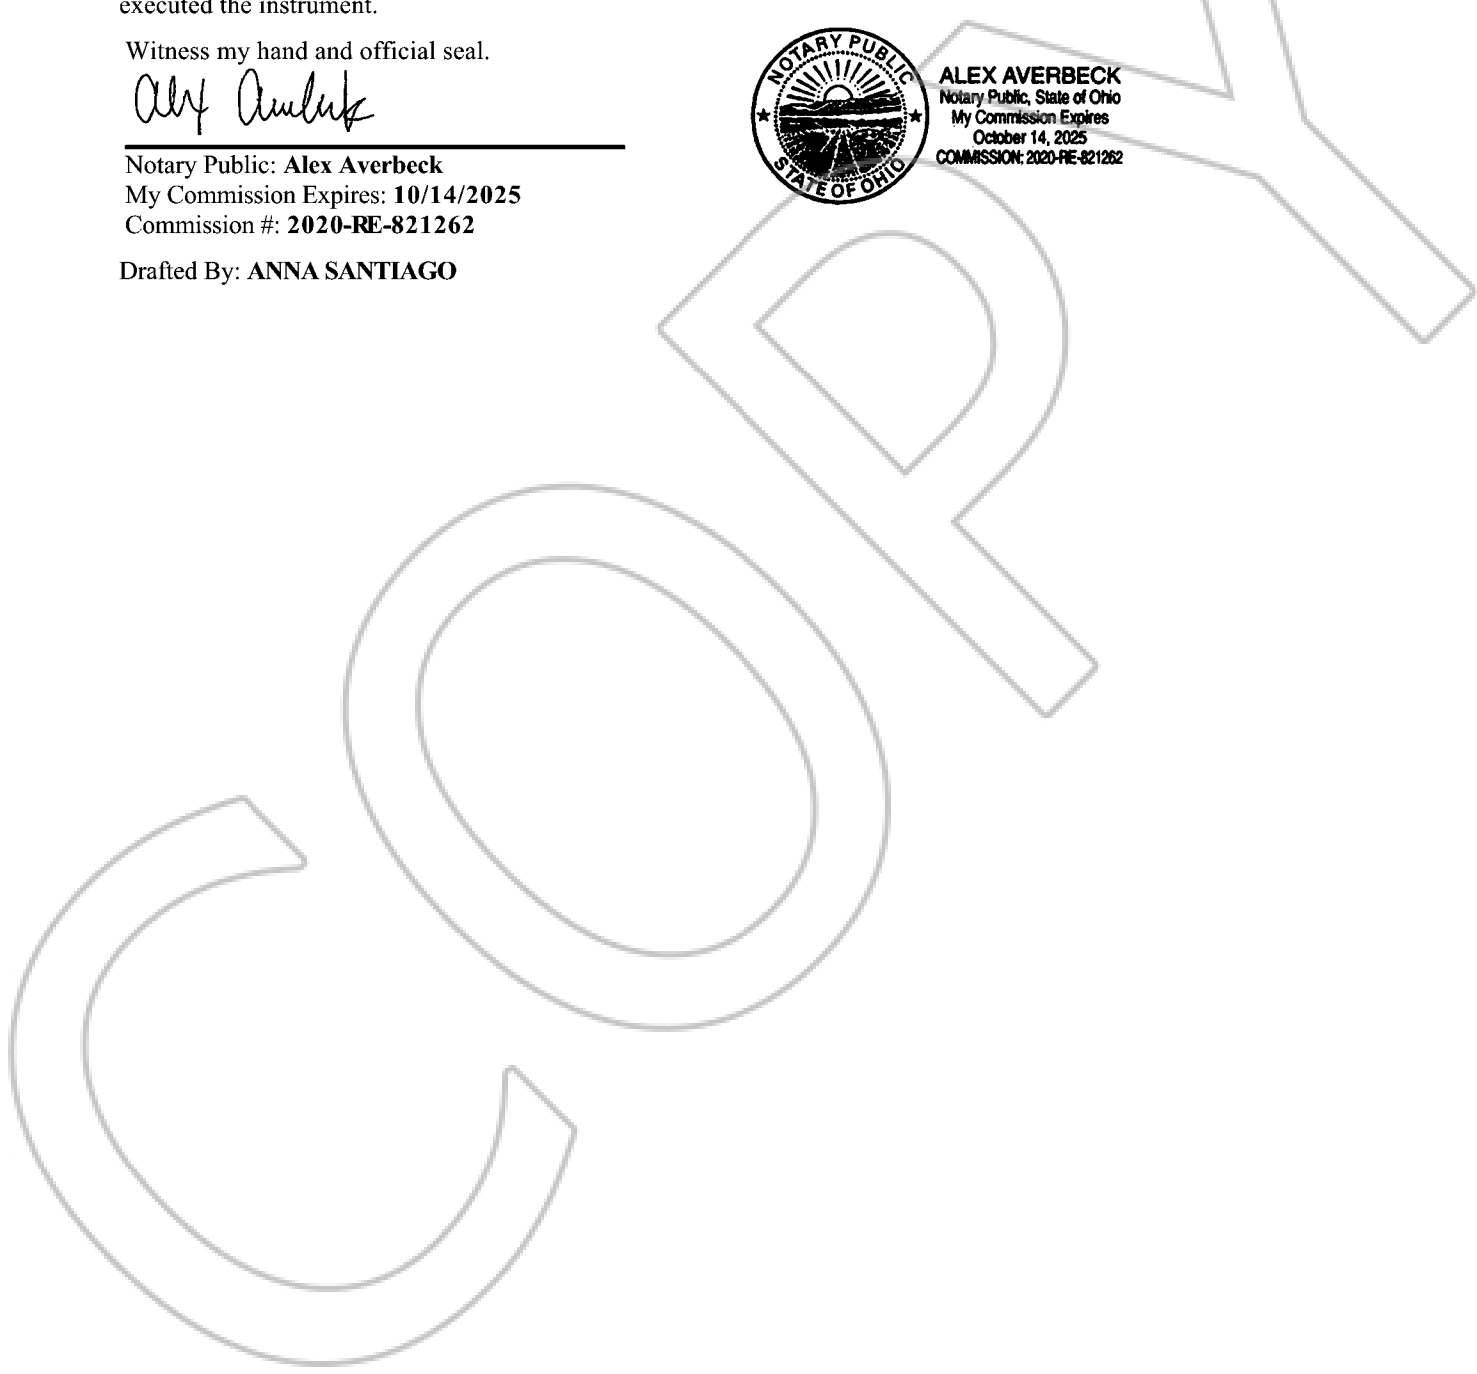 executed the instrument.
Witness my hand and official seal.
Alex Averbeck
Notary Public: Alex Averbeck
My Commission Expires: 10/14/2025
Commission #: 2020-RE-821262
Drafted By: ANNA SANTIAGO
NOTARY PUBLIC
STATE OF OHIO
ALEX AVERBECK
Notary Public, State of Ohio
My Commission Expires
October 14, 2025
COMMISSION: 2020-RE-821262
COPY